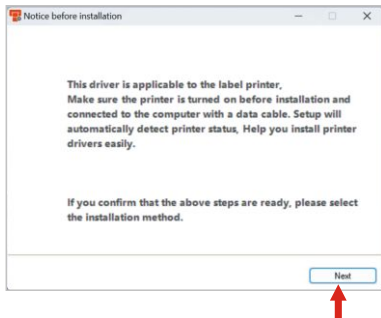 Notice before installation
This driver is applicable to the label printer,
Make sure the printer is turned on before installation and
connected to the computer with a data cable. Setup will
automatically detect printer status, Help you install printer
drivers easily.
If you confirm that the above steps are ready, please select
the installation method.
Next